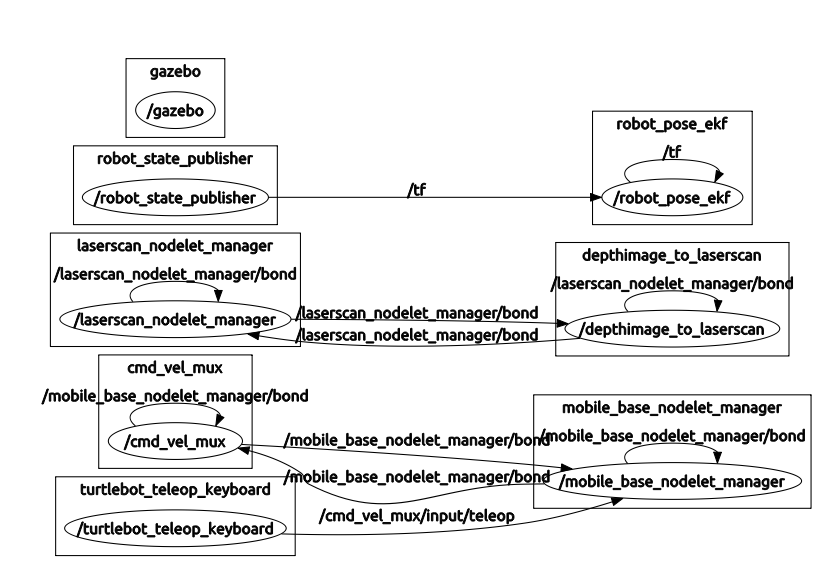 gazebo
/gazebo
robot_state_publisher
/robot_state_publisher
/tf
robot_pose_ekf
/tf
/robot_pose_ekf
laserscan_nodelet_manager
/laserscan_nodelet_manager/bond
/laserscan_nodelet_manager
/laserscan_nodelet_manager/bond
/laserscan_nodelet_manager/bond
depthimage_to_laserscan
/laserscan_nodelet_manager/bond
/depthimage_to_laserscan
cmd_vel_mux
/mobile_base_nodelet_manager/bond
/cmd_vel_mux
/mobile_base_nodelet_manager/bond
/mobile_base_nodelet_manager/bond
mobile_base_nodelet_manager
/mobile_base_nodelet_manager/bond
/mobile_base_nodelet_manager
turtlebot_teleop_keyboard
/turtlebot_teleop_keyboard
/cmd_vel_mux/input/teleop